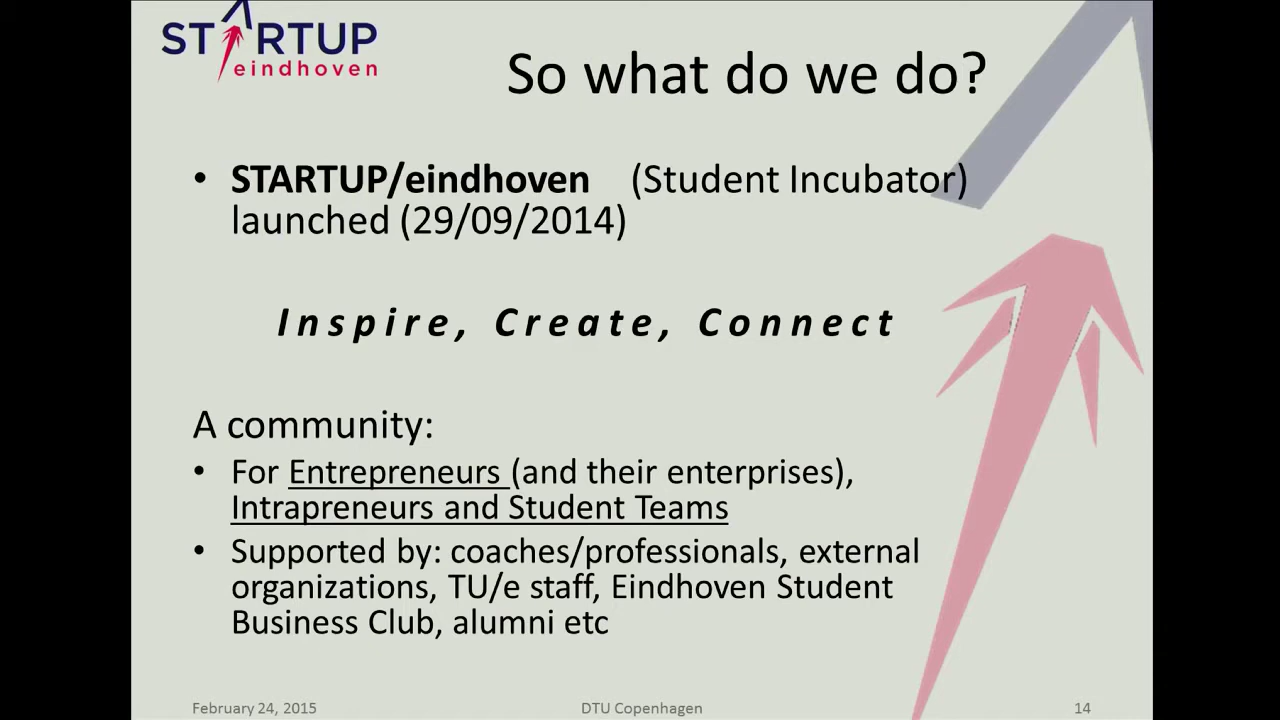 STARTUP
eindhoven
So what do we do?
• STARTUP/eindhoven (Student Incubator)
launched (29/09/2014)
Inspire, Create, Connect
A community:
• For Entrepreneurs (and their enterprises),
Intrapreneurs and Student Teams
• Supported by: coaches/professionals, external
organizations, TU/e staff, Eindhoven Student
Business Club, alumni etc
February 24, 2015 DTU Copenhagen 14